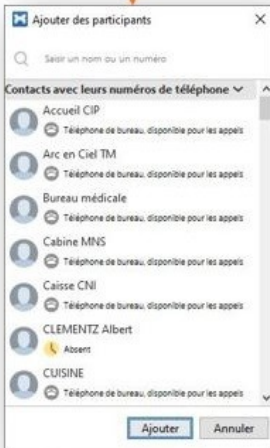 Ajouter des participants
Saisir un nom ou un numéro
Contacts avec leurs numéros de téléphone
Accueil CIP
Téléphone de bureau, disponible pour les appels
Arc en Ciel TM
Téléphone de bureau, disponible pour les appels
Bureau médicale
Téléphone de bureau, disponible pour les appels
Cabine MNS
Téléphone de bureau, disponible pour les appels
Caisse CNI
Téléphone de bureau, disponible pour les appels
CLEMENTZ Albert
Absent
CUISINE
Téléphone de bureau, disponible pour les appels
Ajouter Annuler